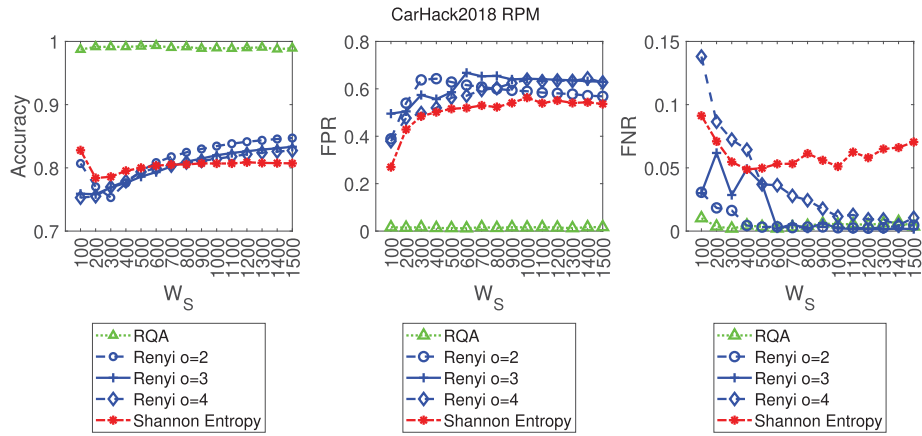 CarHack2018 RPM
Accuracy
1
0.9
0.8
0.7
100
200
300
400
500
600
700
800
900
1000
1100
1200
1300
1400
1500
W_S
RQA
Renyi o=2
Renyi o=3
Renyi o=4
Shannon Entropy
FPR
0.8
0.6
0.4
0.2
0
100
200
300
400
500
600
700
800
900
1000
1100
1200
1300
1400
1500
W_S
RQA
Renyi o=2
Renyi o=3
Renyi o=4
Shannon Entropy
FNR
0.15
0.1
0.05
0
100
200
300
400
500
600
700
800
900
1000
1100
1200
1300
1400
1500
W_S
RQA
Renyi o=2
Renyi o=3
Renyi o=4
Shannon Entropy